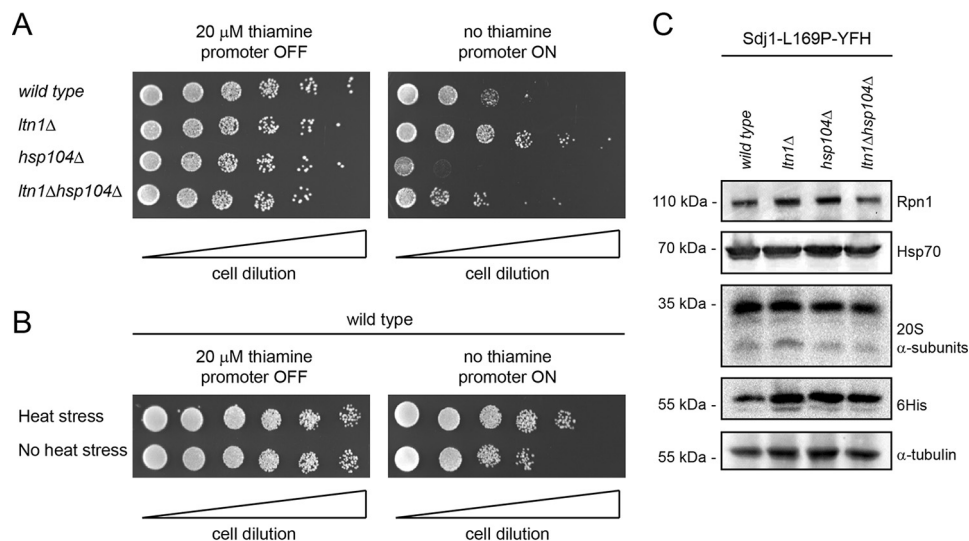 A
20 μM thiamine
promoter OFF
no thiamine
promoter ON
wild type
ltn1Δ
hsp104Δ
ltn1Δhsp104Δ
cell dilution
cell dilution
B
wild type
20 μM thiamine
promoter OFF
no thiamine
promoter ON
Heat stress
No heat stress
cell dilution
cell dilution
C
Sdj1-L169P-YFH
wild type
ltn1Δ
hsp104Δ
ltn1Δhsp104Δ
110 kDa - Rpn1
70 kDa - Hsp70
35 kDa -
20S
α-subunits
55 kDa - 6His
55 kDa - α-tubulin